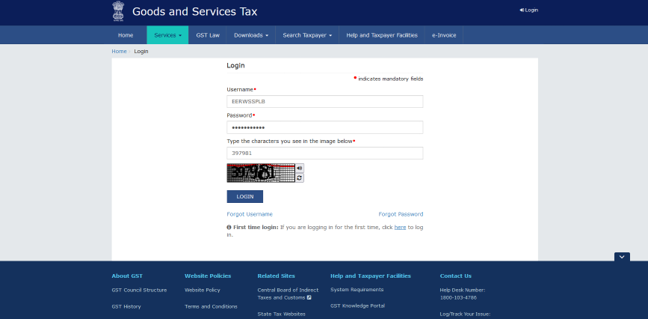 Goods and Services Tax
Login
Home Services GST Law Downloads Search Taxpayer Help and Taxpayer Facilities e-Invoice
Home Login
Login
• indicates mandatory fields
Username•
EERWSSPLB
Password•
•••••••••••
Type the characters you see in the image below•
397981
397981
LOGIN
Forgot Username Forgot Password
First time login: If you are logging in for the first time, click here to log
in.
About GST Website Policies Related Sites Help and Taxpayer Facilities Contact Us
GST Council Structure Website Policy Central Board of Indirect Taxes and Customs System Requirements Help Desk Number:
1800-103-4786
GST History Terms and Conditions GST Knowledge Portal
State Tax Websites Log/Track Your Issue: